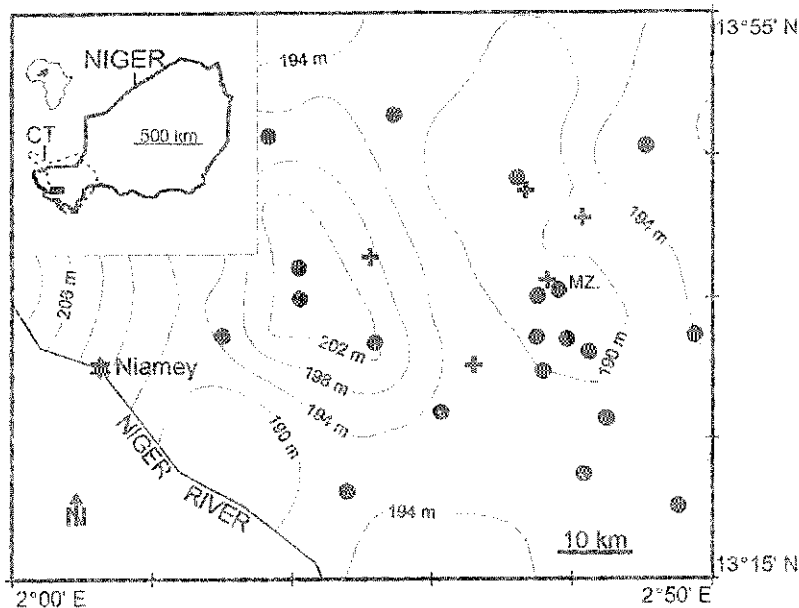 13°55' N
194 m
NIGER
500 km
CT
194 m
206 m
MZ.
202 m
190 m
Niamey
198 m
194 m
190 m
NIGER
RIVER
N
194 m
10 km
13°15' N
2°00' E
2°50' E